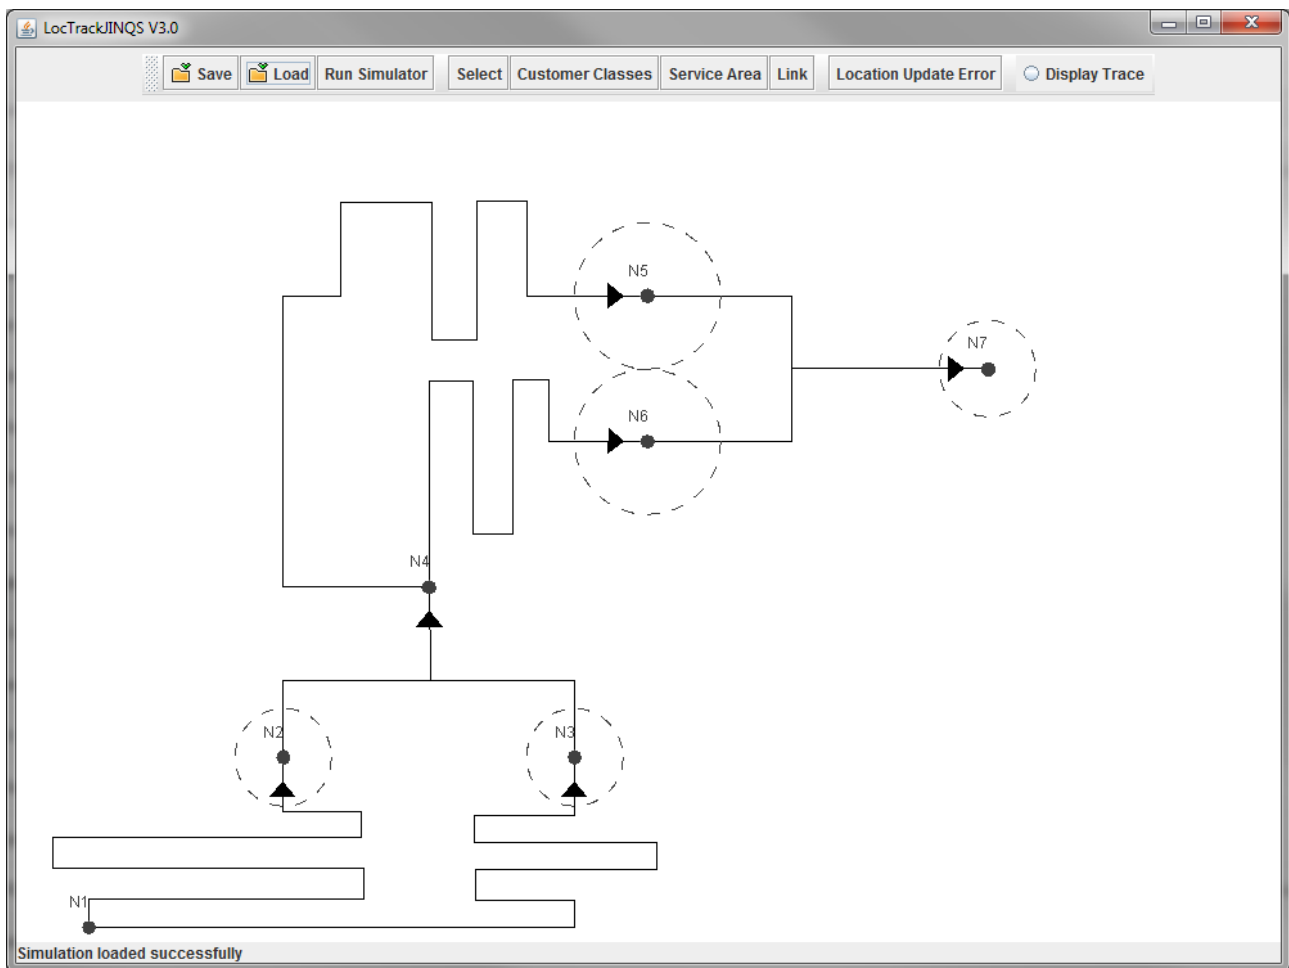 LocTrackJINQS V3.0
Save Load Run Simulator Select Customer Classes Service Area Link Location Update Error Display Trace
N5
N7
N6
N4
N2 N3
N1
Simulation loaded successfully